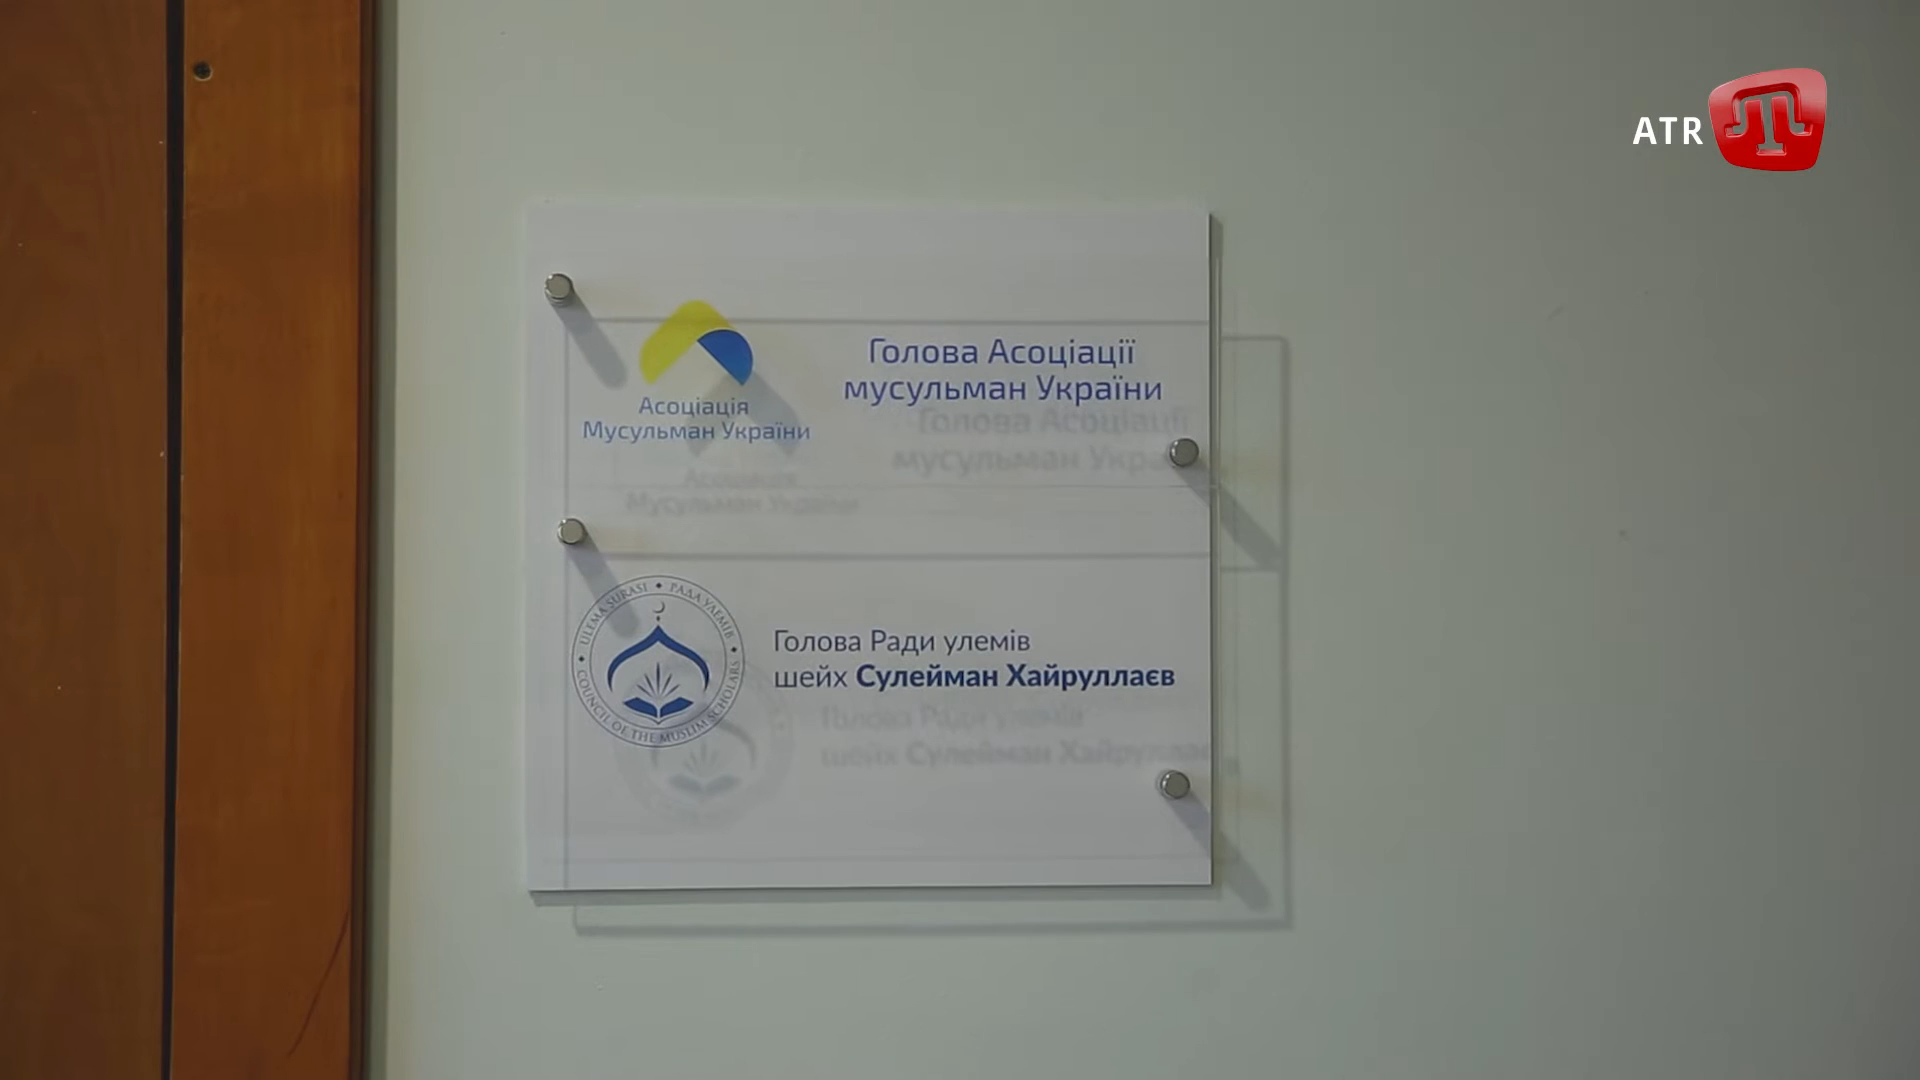 ATR
Асоціація
Мусульман України
Голова Асоціації
мусульман України
ULEMA ŞURASI • РАДА УЛЕМІВ • COUNCIL OF THE MUSLIM SCHOLARS •
Голова Ради улемів
шейх Сулейман Хайруллаєв